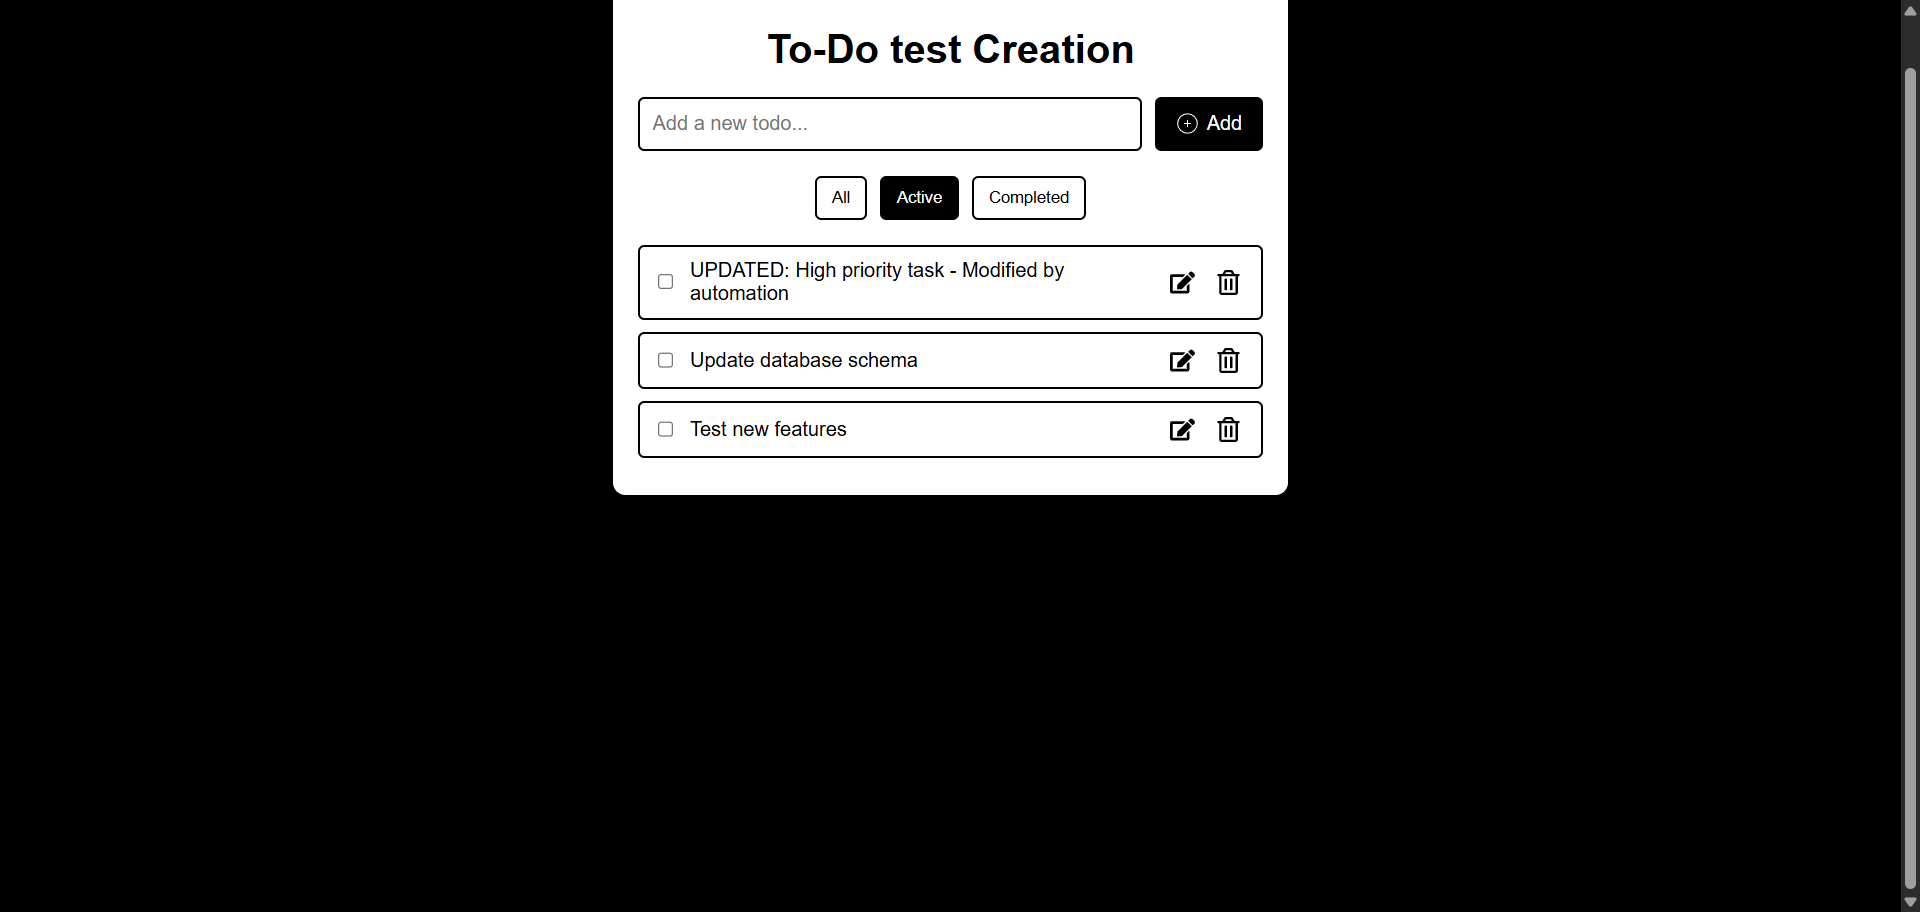 To-Do test Creation
Add a new todo...
Add
All
Active
Completed
UPDATED: High priority task - Modified by
automation
Update database schema
Test new features